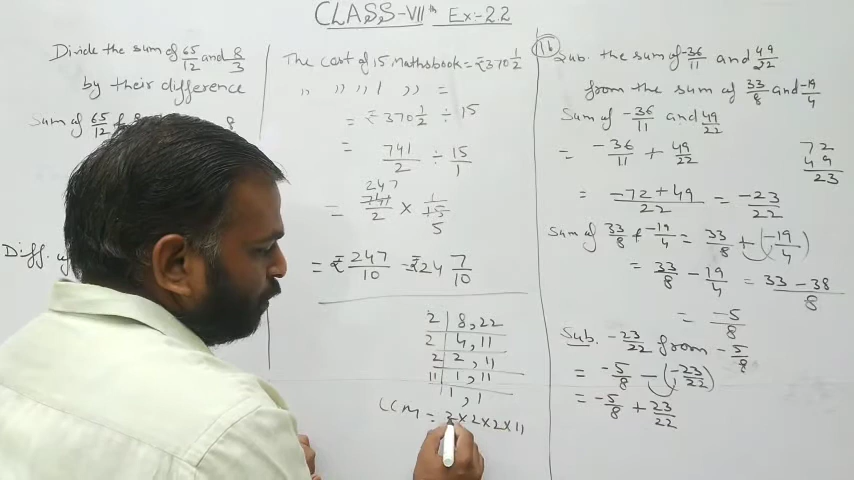 CLASS-VIIth Ex:-2.2
Divide the sum of 65/12 and 8/3
by their difference
Sum of 65/12 & 8
Diff. of
The cost of 15 Mathsbook = ₹370 1/2
,, ,, ,, 1 ,, =
= ₹370 1/2 ÷ 15
= 741/2 ÷ 15/1
247
= 741/2 × 1/15
5
= ₹247/10 = ₹24 7/10
2 | 8, 22
2 | 4, 11
2 | 2, 11
11 | 1, 11
1, 1
LCM = 2×2×2×11
16 Sub. the sum of -36/11 and 49/22
from the sum of 33/8 and -19/4
Sum of -36/11 and 49/22
= -36/11 + 49/22
72
49
23
= -72+49/22 = -23/22
Sum of 33/8 & -19/4 = 33/8 + (-19/4)
= 33/8 - 19/4 = 33-38/8
= -5/8
Sub. -23/22 from -5/8
= -5/8 - (-23/22)
= -5/8 + 23/22